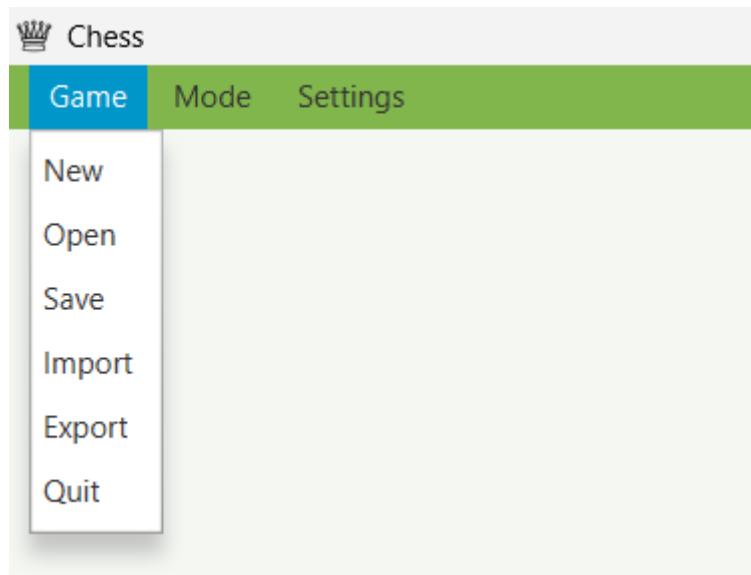 Chess
Game Mode Settings
New
Open
Save
Import
Export
Quit